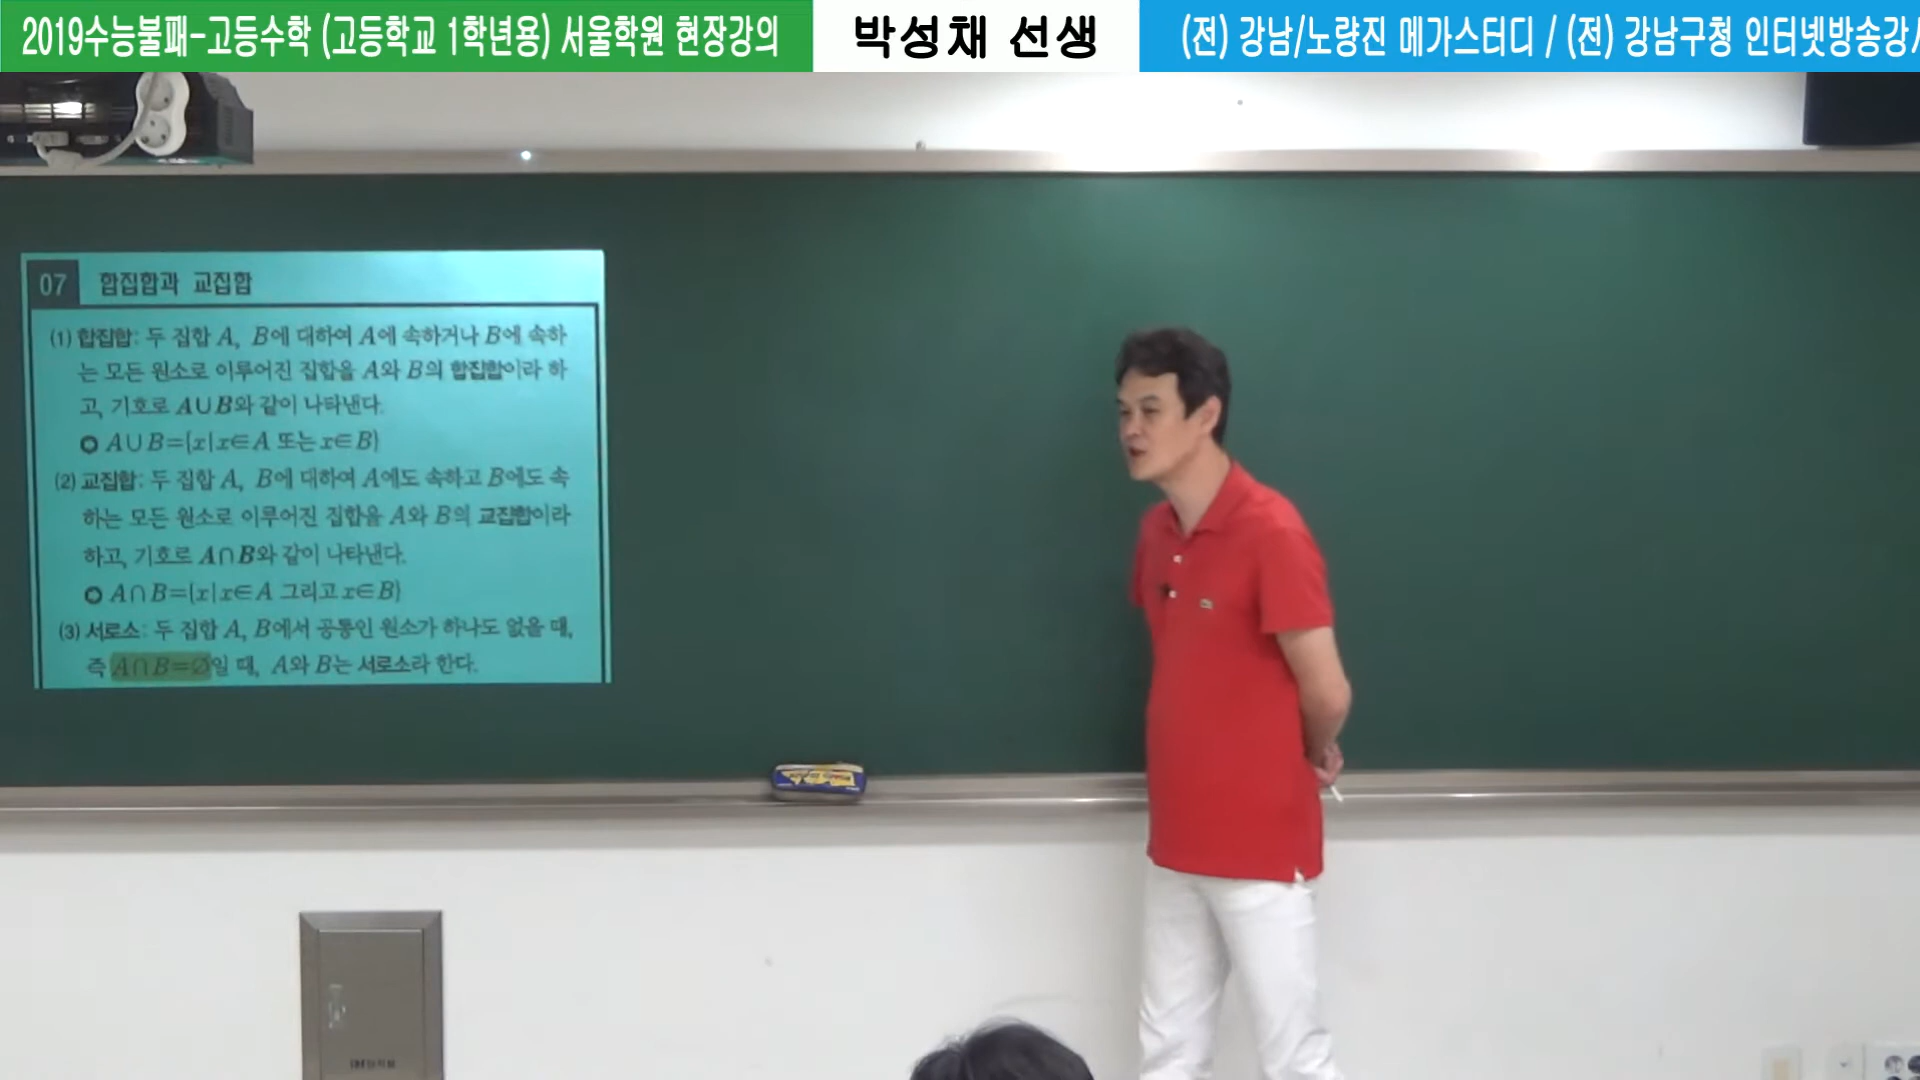 2019수능불패-고등수학 (고등학교 1학년용) 서울학원 현장강의
박성채 선생
(전) 강남/노량진 메가스터디 / (전) 강남구청 인터넷방송강사
07 합집합과 교집합
(1) 합집합: 두 집합 A, B에 대하여 A에 속하거나 B에 속하
는 모든 원소로 이루어진 집합을 A와 B의 합집합이라 하
고, 기호로 A∪B와 같이 나타낸다.
✪ A∪B={x|x∈A 또는 x∈B}
(2) 교집합: 두 집합 A, B에 대하여 A에도 속하고 B에도 속
하는 모든 원소로 이루어진 집합을 A와 B의 교집합이라
하고, 기호로 A∩B와 같이 나타낸다.
✪ A∩B={x|x∈A 그리고 x∈B}
(3) 서로소: 두 집합 A, B에서 공통인 원소가 하나도 없을 때,
즉 A∩B=∅일 때, A와 B는 서로소라 한다.